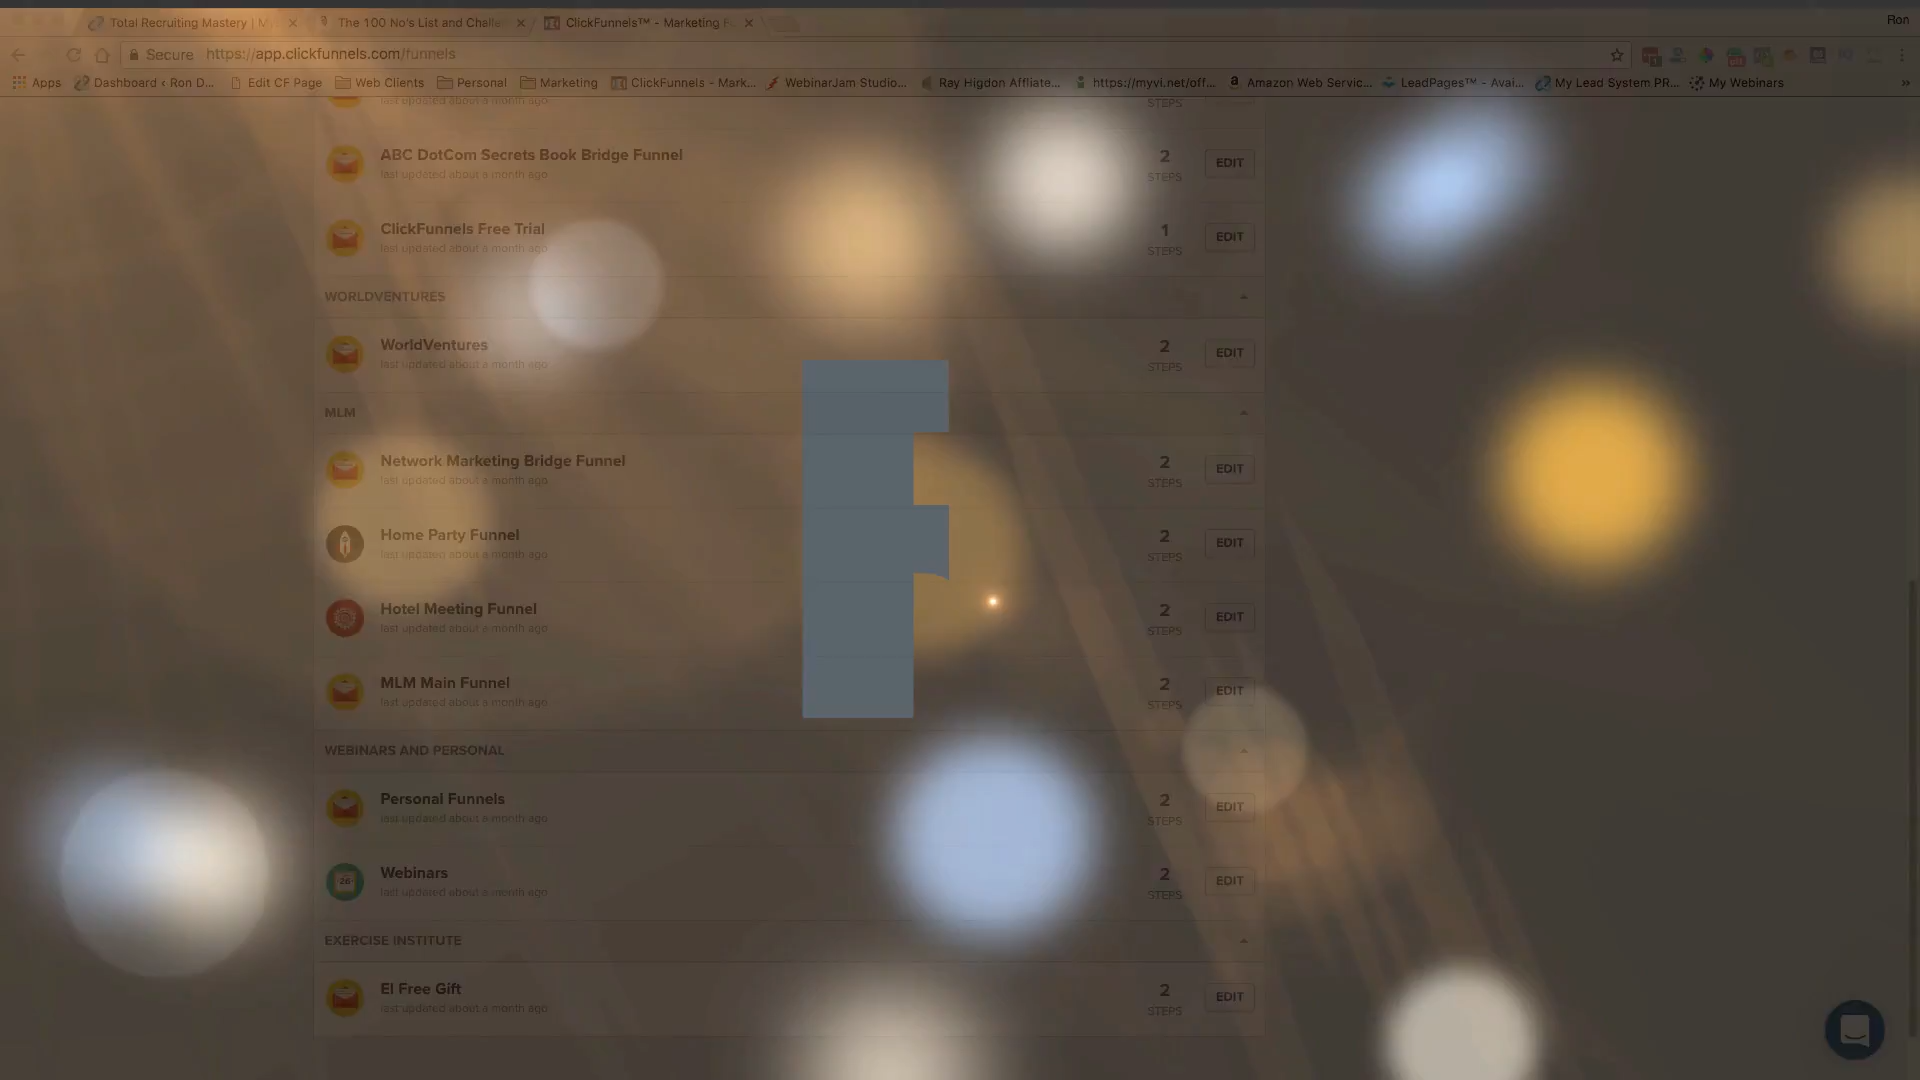 Total Recruiting Mastery | My
The 100 No's List and Challe
ClickFunnels™ - Marketing F
Ron
Secure https://app.clickfunnels.com/funnels
Apps Dashboard ‹ Ron D... Edit CF Page Web Clients Personal Marketing ClickFunnels - Mark... WebinarJam Studio... Ray Higdon Affliate... https://myvi.net/off... Amazon Web Servic... LeadPages™ - Avai... My Lead System PR... My Webinars »
last updated about a month ago
STEPS
ABC DotCom Secrets Book Bridge Funnel
last updated about a month ago
2
STEPS
EDIT
ClickFunnels Free Trial
last updated about a month ago
1
STEPS
EDIT
WORLDVENTURES
WorldVentures
last updated about a month ago
2
STEPS
EDIT
MLM
Network Marketing Bridge Funnel
last updated about a month ago
2
STEPS
EDIT
Home Party Funnel
last updated about a month ago
2
STEPS
EDIT
Hotel Meeting Funnel
last updated about a month ago
2
STEPS
EDIT
MLM Main Funnel
last updated about a month ago
2
STEPS
EDIT
WEBINARS AND PERSONAL
Personal Funnels
last updated about a month ago
2
STEPS
EDIT
Webinars
last updated about a month ago
2
STEPS
EDIT
EXERCISE INSTITUTE
EI Free Gift
last updated about a month ago
2
STEPS
EDIT